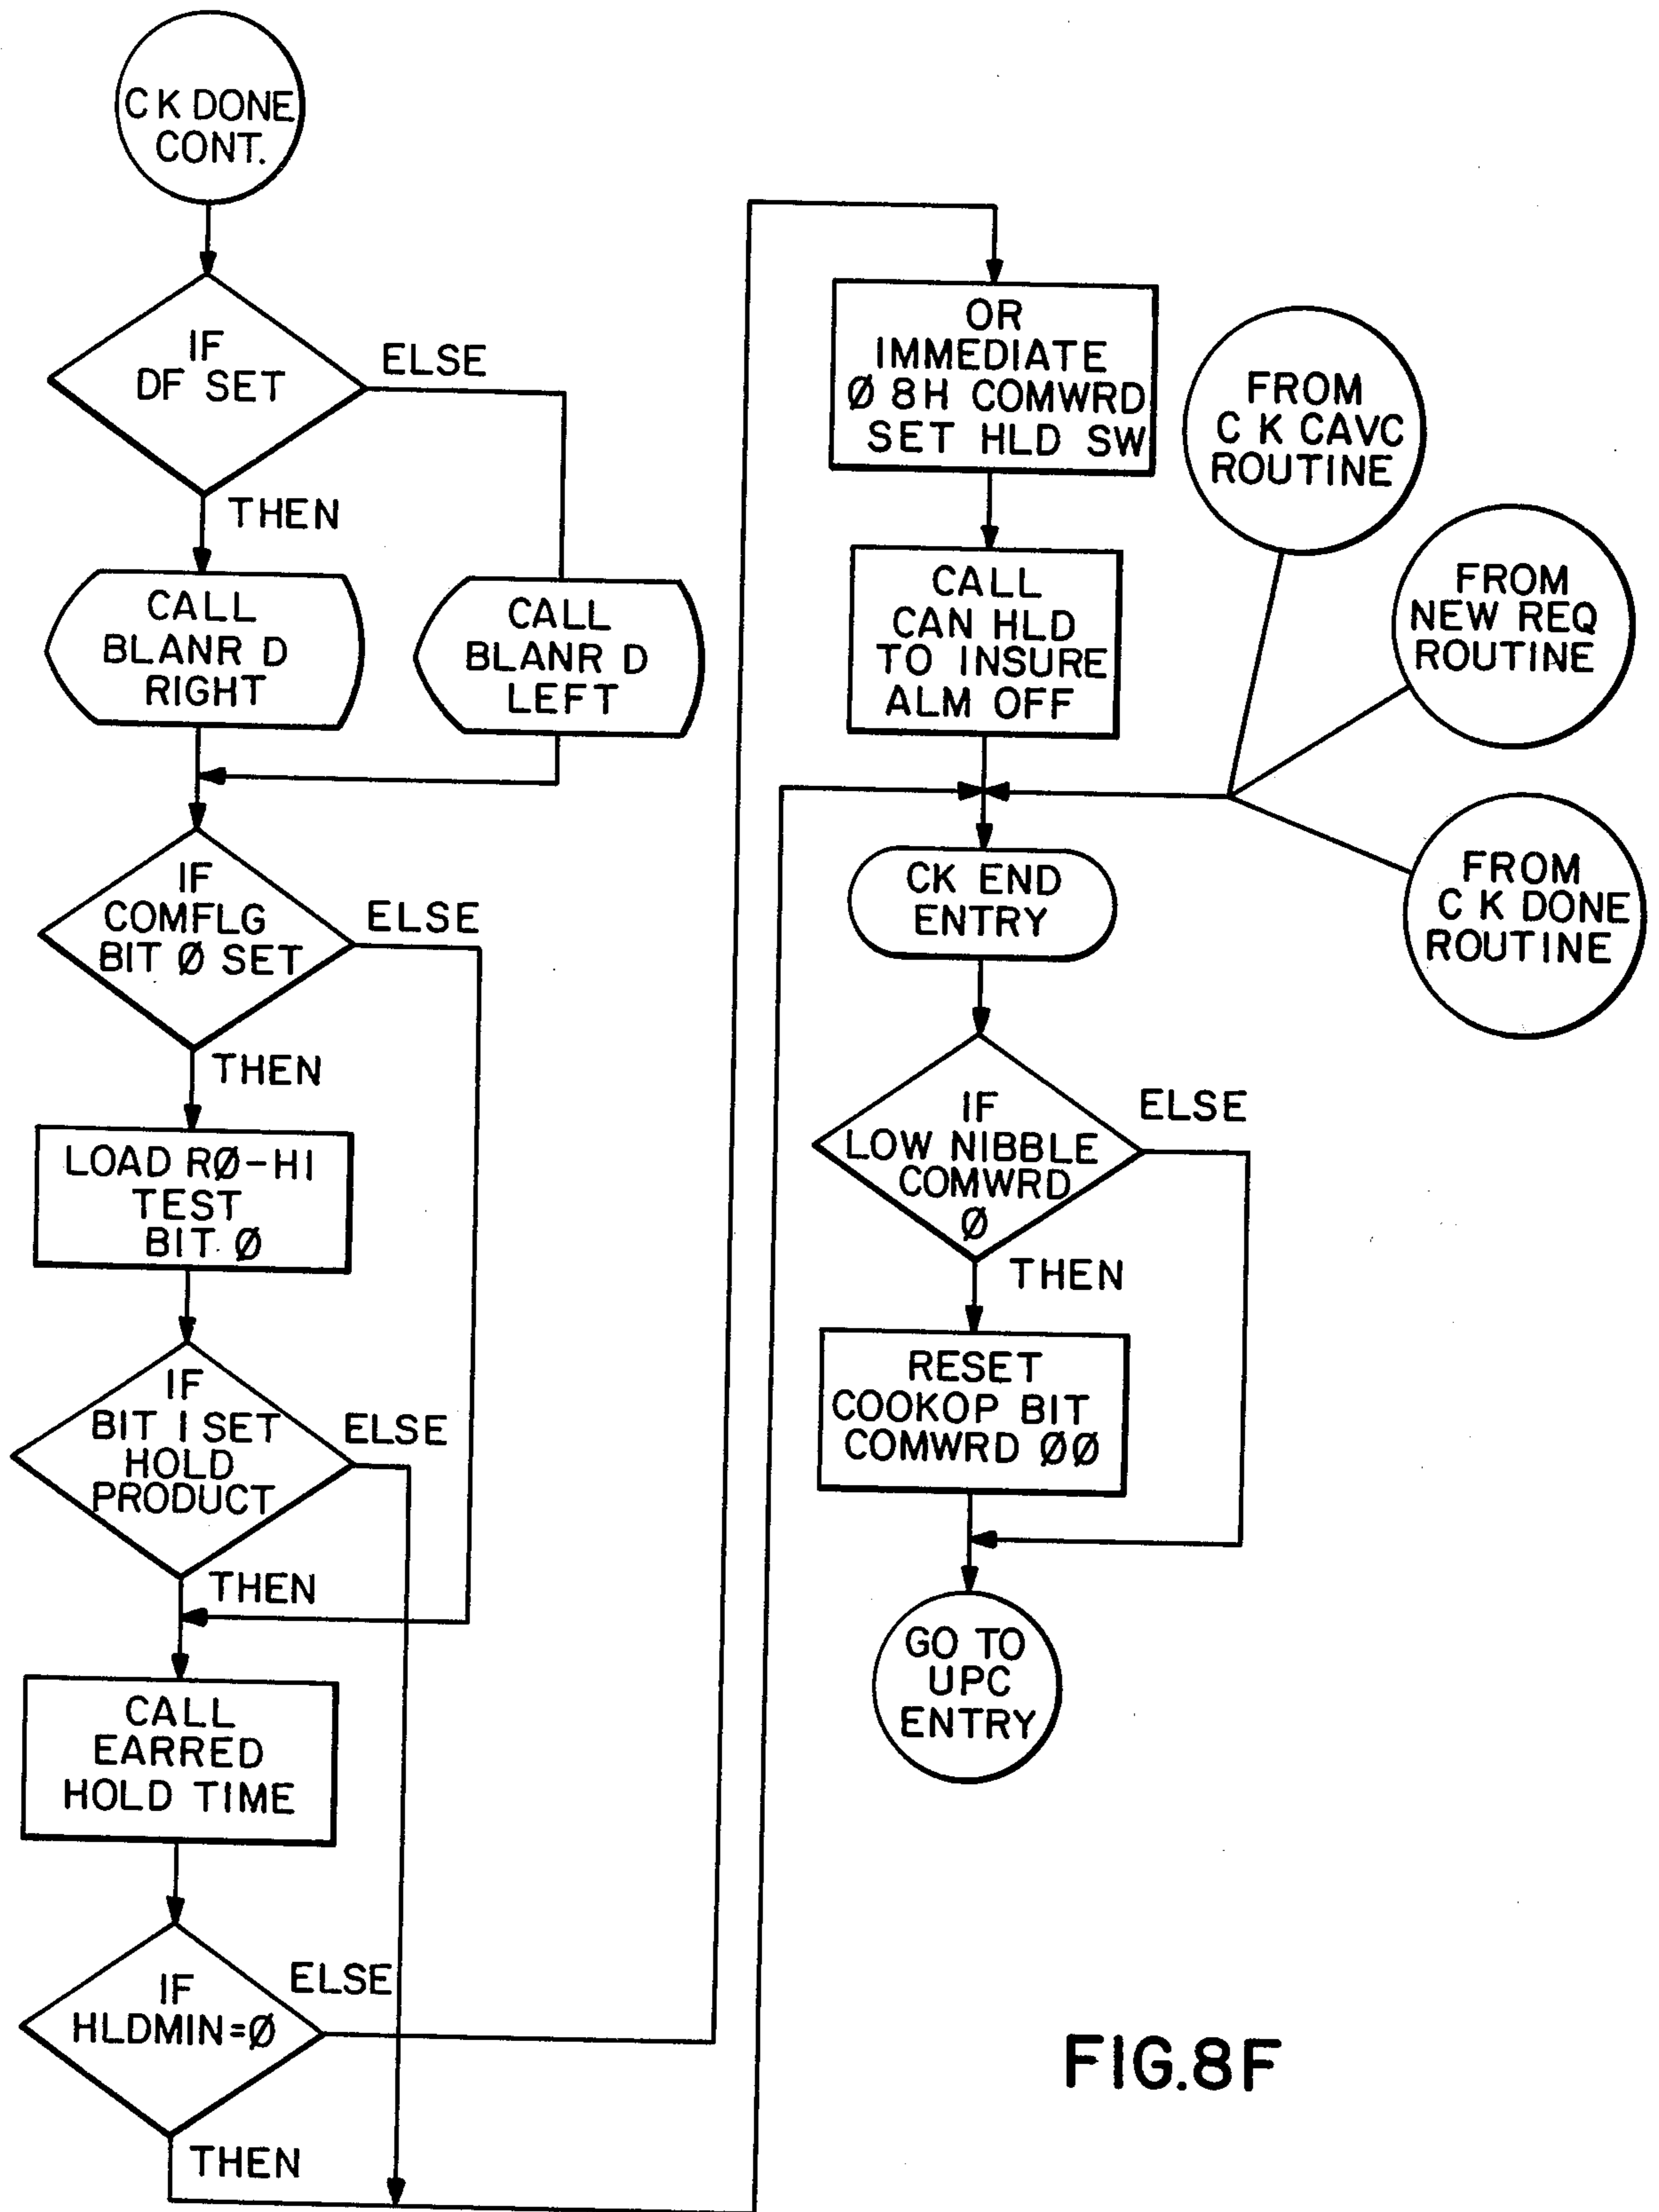 C K DONE
CONT.
IF
DF SET
ELSE
THEN
CALL
BLANR D
RIGHT
CALL
BLANR D
LEFT
IF
COMFLG
BIT Ø SET
ELSE
THEN
LOAD RØ-HI
TEST
BIT Ø
IF
BIT 1 SET
HOLD
PRODUCT
ELSE
THEN
CALL
EARRED
HOLD TIME
IF
HLDMIN=Ø
ELSE
THEN
OR
IMMEDIATE
Ø 8H COMWRD
SET HLD SW
CALL
CAN HLD
TO INSURE
ALM OFF
FROM
C K CAVC
ROUTINE
FROM
NEW REQ
ROUTINE
FROM
C K DONE
ROUTINE
CK END
ENTRY
IF
LOW NIBBLE
COMWRD
Ø
ELSE
THEN
RESET
COOKOP BIT
COMWRD ØØ
GO TO
UPC
ENTRY
FIG.8F